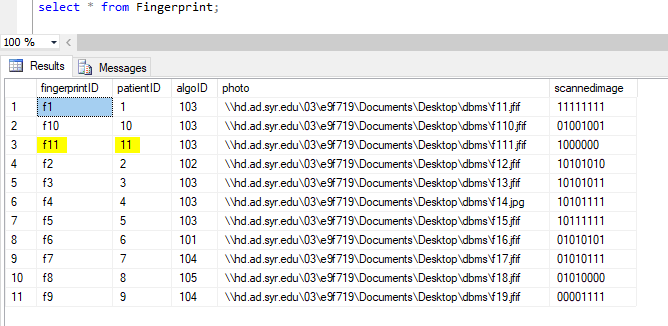 select * from Fingerprint;
100 %
Results Messages
fingerprintID patientID algoID photo scannedimage
1 f1 1 103 \\hd.ad.syr.edu\03\e9f719\Documents\Desktop\dbms\f11.jfif 11111111
2 f10 10 103 \\hd.ad.syr.edu\03\e9f719\Documents\Desktop\dbms\f110.jfif 01001001
3 f11 11 103 \\hd.ad.syr.edu\03\e9f719\Documents\Desktop\dbms\f111.jfif 1000000
4 f2 2 102 \\hd.ad.syr.edu\03\e9f719\Documents\Desktop\dbms\f12.jfif 10101010
5 f3 3 103 \\hd.ad.syr.edu\03\e9f719\Documents\Desktop\dbms\f13.jfif 10101011
6 f4 4 103 \\hd.ad.syr.edu\03\e9f719\Documents\Desktop\dbms\f14.jpg 10101111
7 f5 5 103 \\hd.ad.syr.edu\03\e9f719\Documents\Desktop\dbms\f15.jfif 10111111
8 f6 6 101 \\hd.ad.syr.edu\03\e9f719\Documents\Desktop\dbms\f16.jfif 01010101
9 f7 7 104 \\hd.ad.syr.edu\03\e9f719\Documents\Desktop\dbms\f17.jfif 01010111
10 f8 8 105 \\hd.ad.syr.edu\03\e9f719\Documents\Desktop\dbms\f18.jfif 01010000
11 f9 9 104 \\hd.ad.syr.edu\03\e9f719\Documents\Desktop\dbms\f19.jfif 00001111